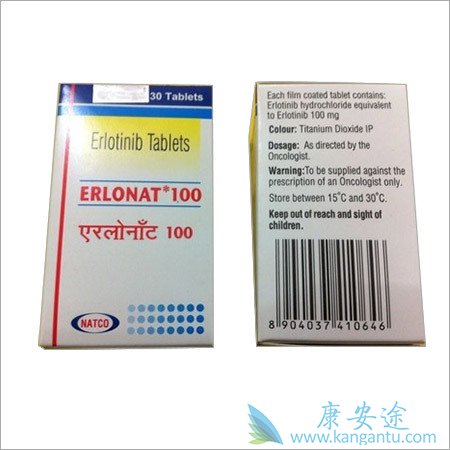 30 Tablets
Erlotinib Tablets
ERLONAT*100
एरलोनाँट 100
NATCO
Each film coated tablet contains:
Erlotinib hydrochloride equivalent
to Erlotinib 100 mg
Colour: Titanium Dioxide IP
Dosage: As directed by the
Oncologist.
Warning:To be supplied against the
prescription of an Oncologist only.
Store between 15°C and 30°C.
Keep out of reach and sight of
children.
8 904037 410646
康安途
www.kangantu.com